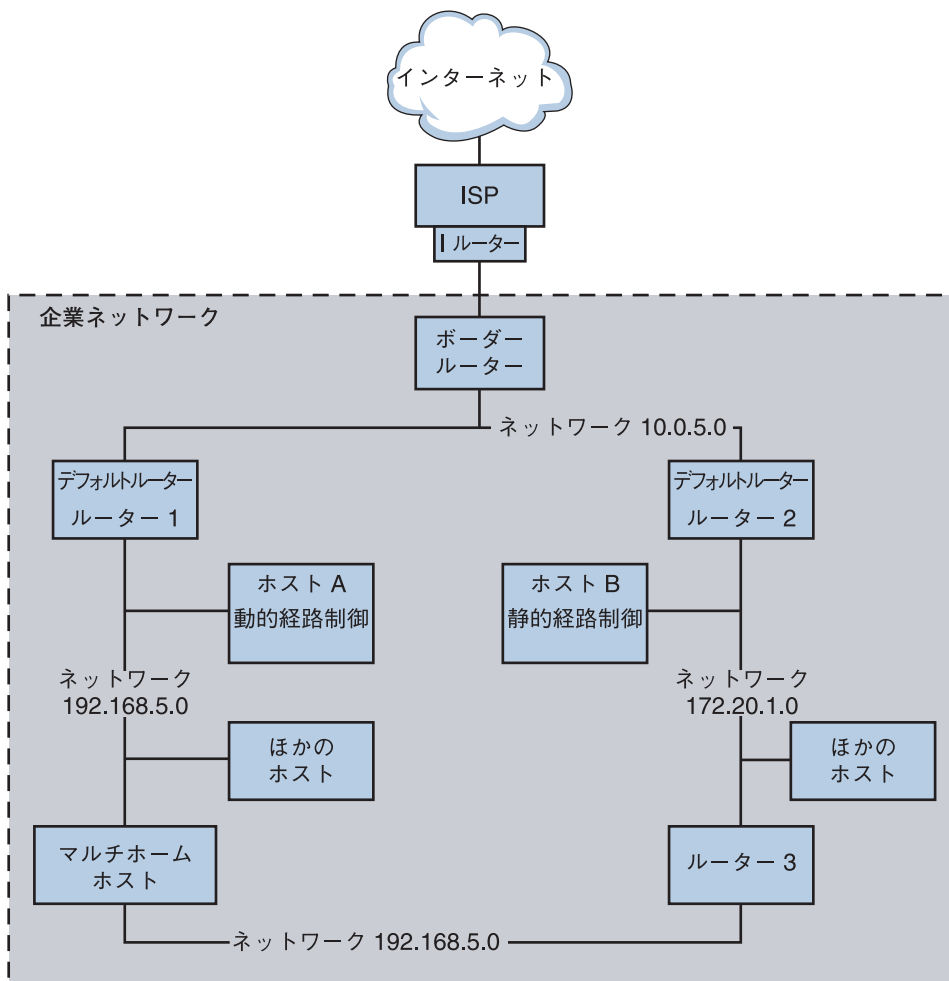 インターネット
ISP
I ルーター
企業ネットワーク
ボーダー
ルーター
ネットワーク 10.0.5.0
デフォルトルーター
ルーター 1
デフォルトルーター
ルーター 2
ホスト A
動的経路制御
ホスト B
静的経路制御
ネットワーク
192.168.5.0
ネットワーク
172.20.1.0
ほかの
ホスト
ほかの
ホスト
マルチホーム
ホスト
ルーター 3
ネットワーク 192.168.5.0